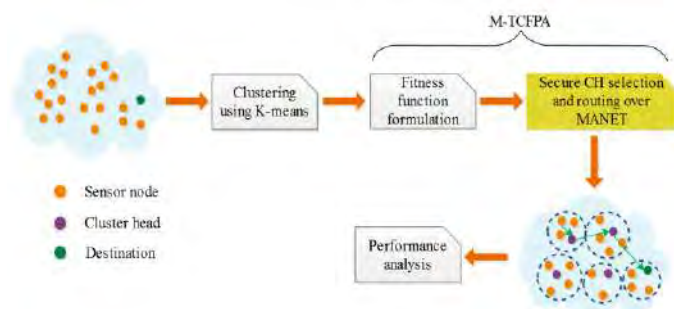 M-TCFPA
Clustering
using K-means
Fitness
function
formulation
Secure CH selection
and routing over
MANET
Sensor node
Cluster head
Destination
Performance
analysis